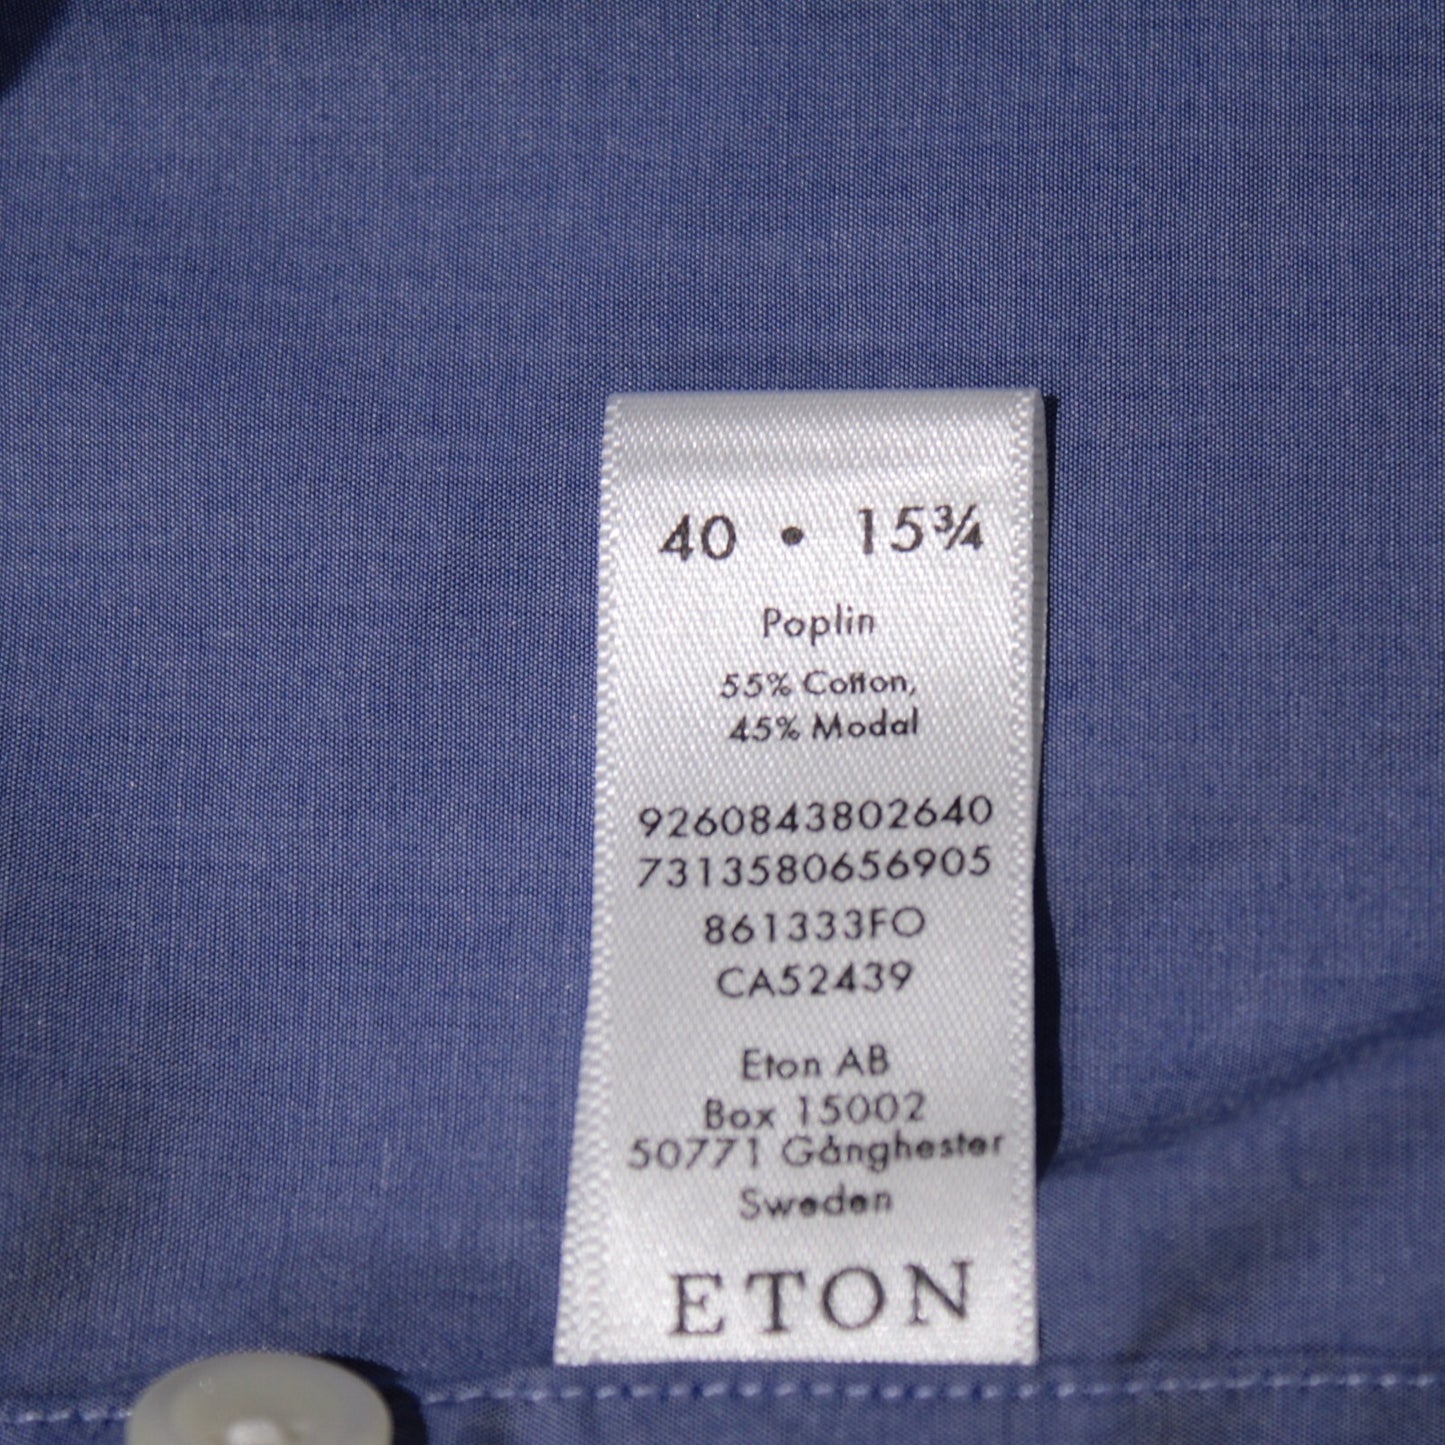 40 • 15¾
Poplin
55% Cotton,
45% Modal
9260843802640
7313580656905
861333FO
CA52439
Eton AB
Box 15002
50771 Gånghester
Sweden
ETON